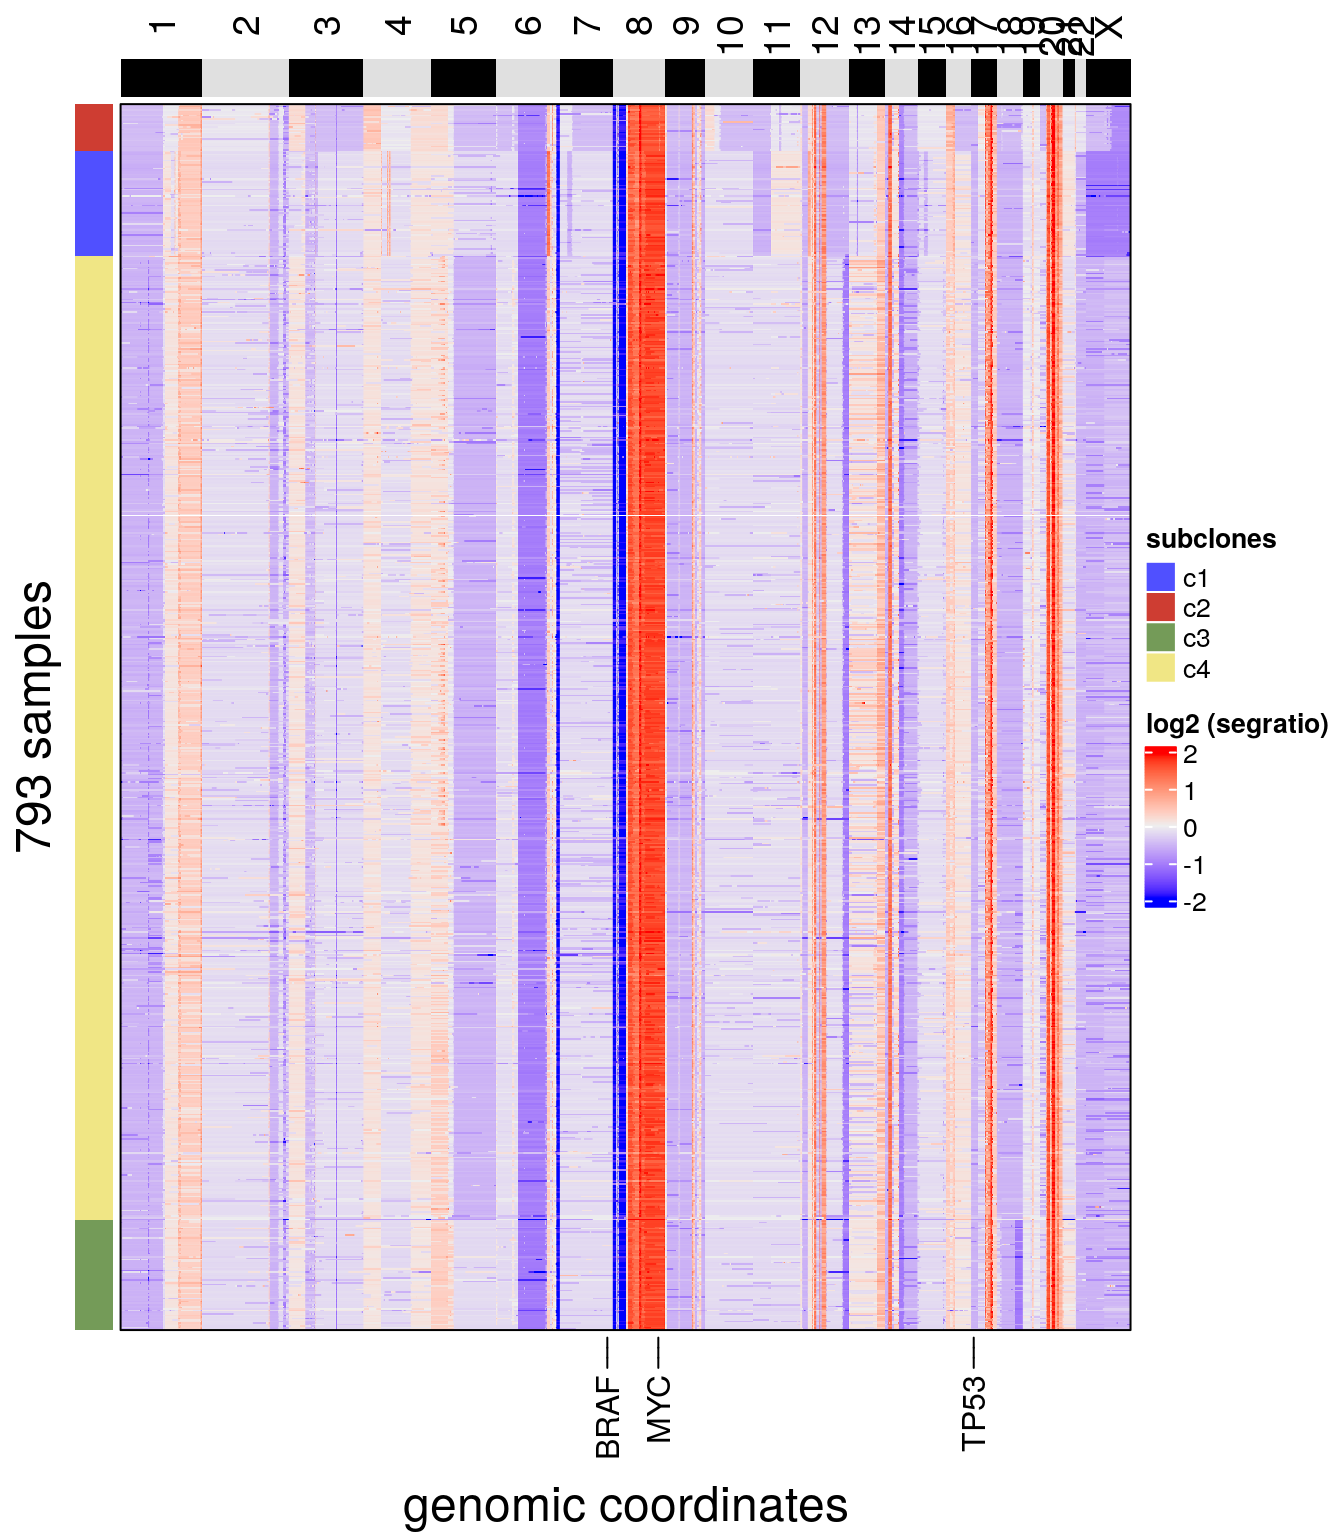 1 2 3 4 5 6 7 8 9 10 11 12 13 14 15 16 17 18 19 20 21 22 X
793 samples
subclones
c1
c2
c3
c4
log2 (segratio)
2
1
0
-1
-2
BRAF MYC TP53
genomic coordinates